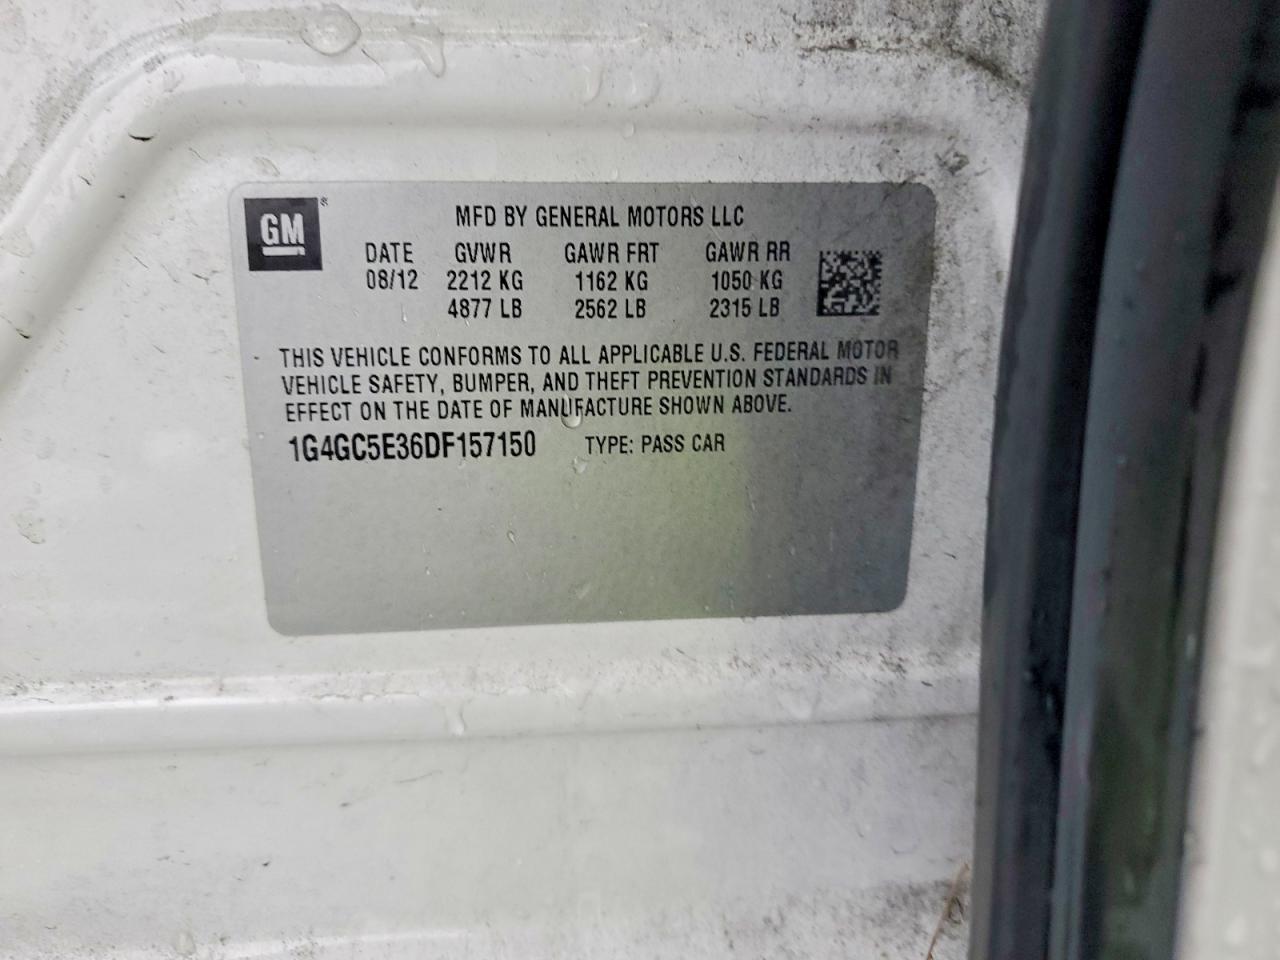 GM®
MFD BY GENERAL MOTORS LLC
DATE GVWR GAWR FRT GAWR RR
08/12 2212 KG 1162 KG 1050 KG
4877 LB 2562 LB 2315 LB
THIS VEHICLE CONFORMS TO ALL APPLICABLE U.S. FEDERAL MOTOR
VEHICLE SAFETY, BUMPER, AND THEFT PREVENTION STANDARDS IN
EFFECT ON THE DATE OF MANUFACTURE SHOWN ABOVE.
1G4GC5E36DF157150 TYPE: PASS CAR